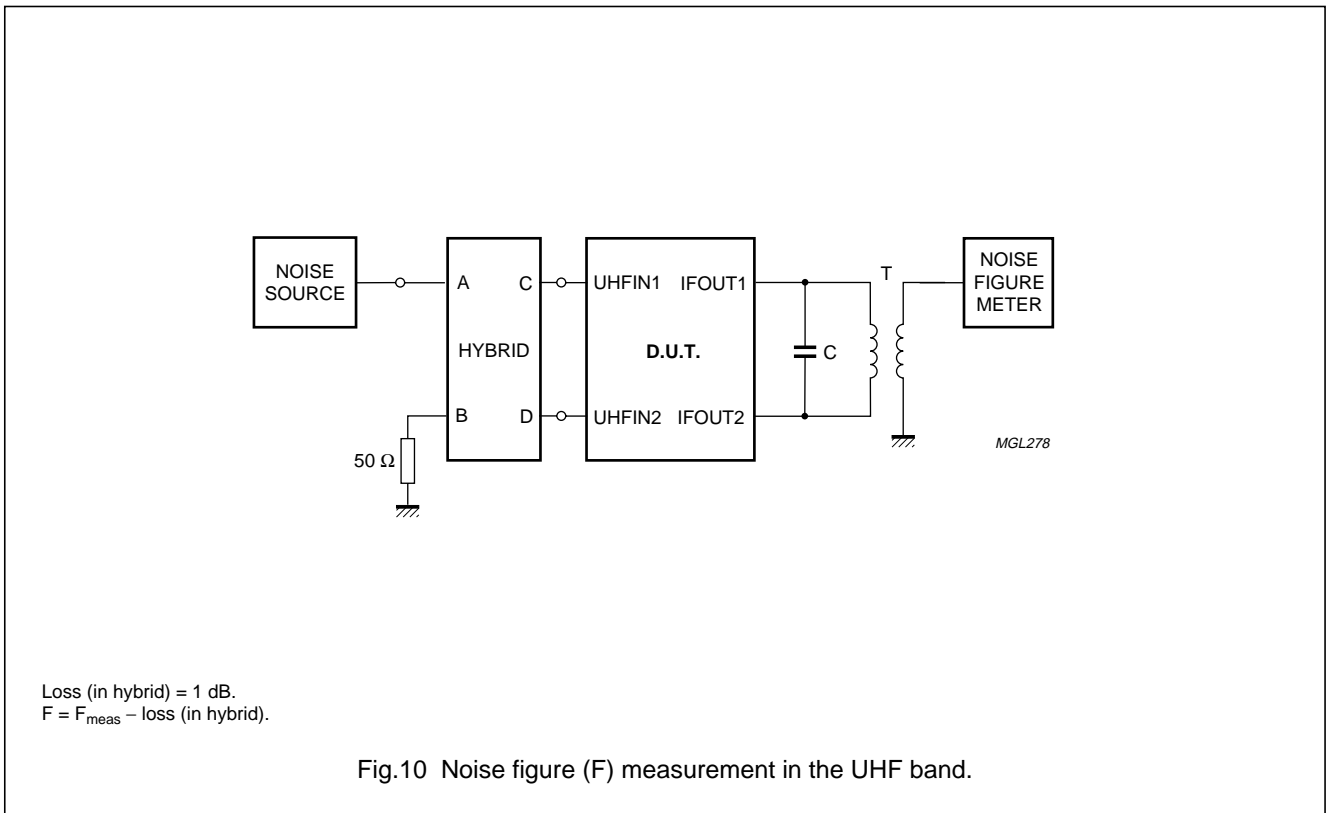 NOISE
SOURCE
A
C
B
D
HYBRID
50 Ω
UHFIN1
IFOUT1
D.U.T.
UHFIN2
IFOUT2
C
T
NOISE
FIGURE
METER
MGL278
Loss (in hybrid) = 1 dB.
F = Fmeas − loss (in hybrid).
Fig.10 Noise figure (F) measurement in the UHF band.